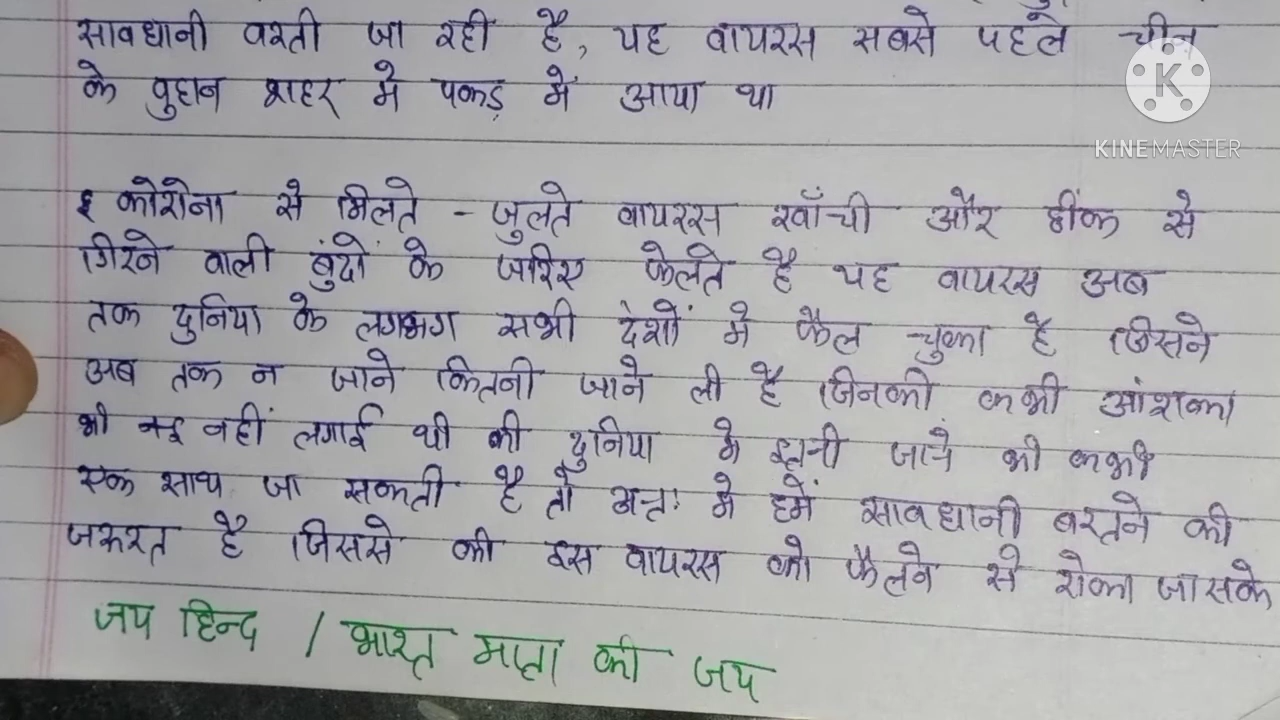 सावधानी वरती जा रही है, यह वायरस सबसे पहले चीन
के वुहान शहर मे पकड़ में आया था
KINEMASTER
कोरोना से मिलते - जुलते वायरस खाँची और छींक से
गिरने वाली बुंदों के जरिए फेलते है यह वायरस अब
तक दुनिया के लगभग सभी देशों मे फैल चुका है जिसने
अब तक न जाने कितनी जाने ली है जिनकी कभी आंशका
भी नहीं लगाई थी की दुनिया मे इतनी जाने भी कभी
एक साथ जा सकती है तो अन्तः मे हमें सावधानी बरतने की
जरुरत है जिससे की इस वायरस को फैलने से रोका जासके
जय हिन्द / भारत माता की जय